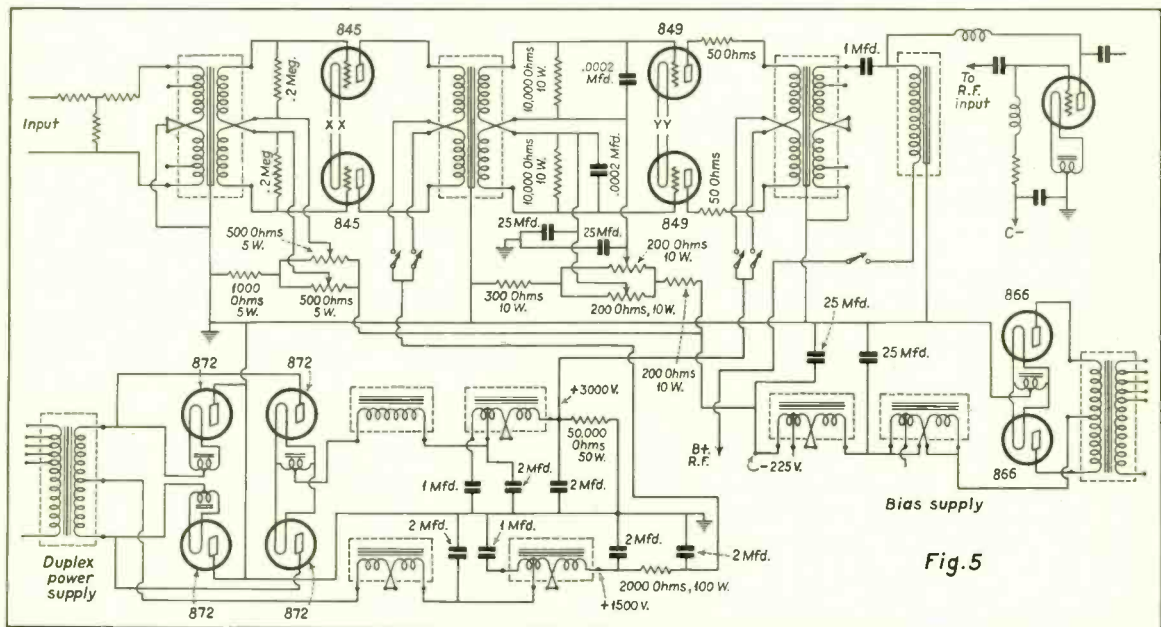 845
849
50 Ohms
1 Mfd.
Input
.2 Meg.
.2 Meg
X X
10,000 Ohms
10 W.
10,000 Ohms
10 W.
.0002
Mfd.
.0002 Mfd.
Y Y
To
R.F.
input
C-
845
849
50 Ohms
500 Ohms
5 W.
1000
Ohms
5 W.
500 Ohms
5 W.
25 Mfd.
25 Mfd.
200 Ohms
10 W.
300 Ohms
10 W.
200 Ohms, 10W.
200 Ohms
10 W.
25 Mfd.
25 Mfd.
866
866
872
872
872
872
Duplex
power
supply
+3000 V.
50,000
Ohms
50 W.
1 Mfd.
2 Mfd.
2 Mfd.
B+
R.F.
C-225 V.
Bias supply
2 Mfd.
1 Mfd.
2 Mfd.
2 Mfd.
2000 Ohms, 100 W.
+1500 V.
Fig. 5